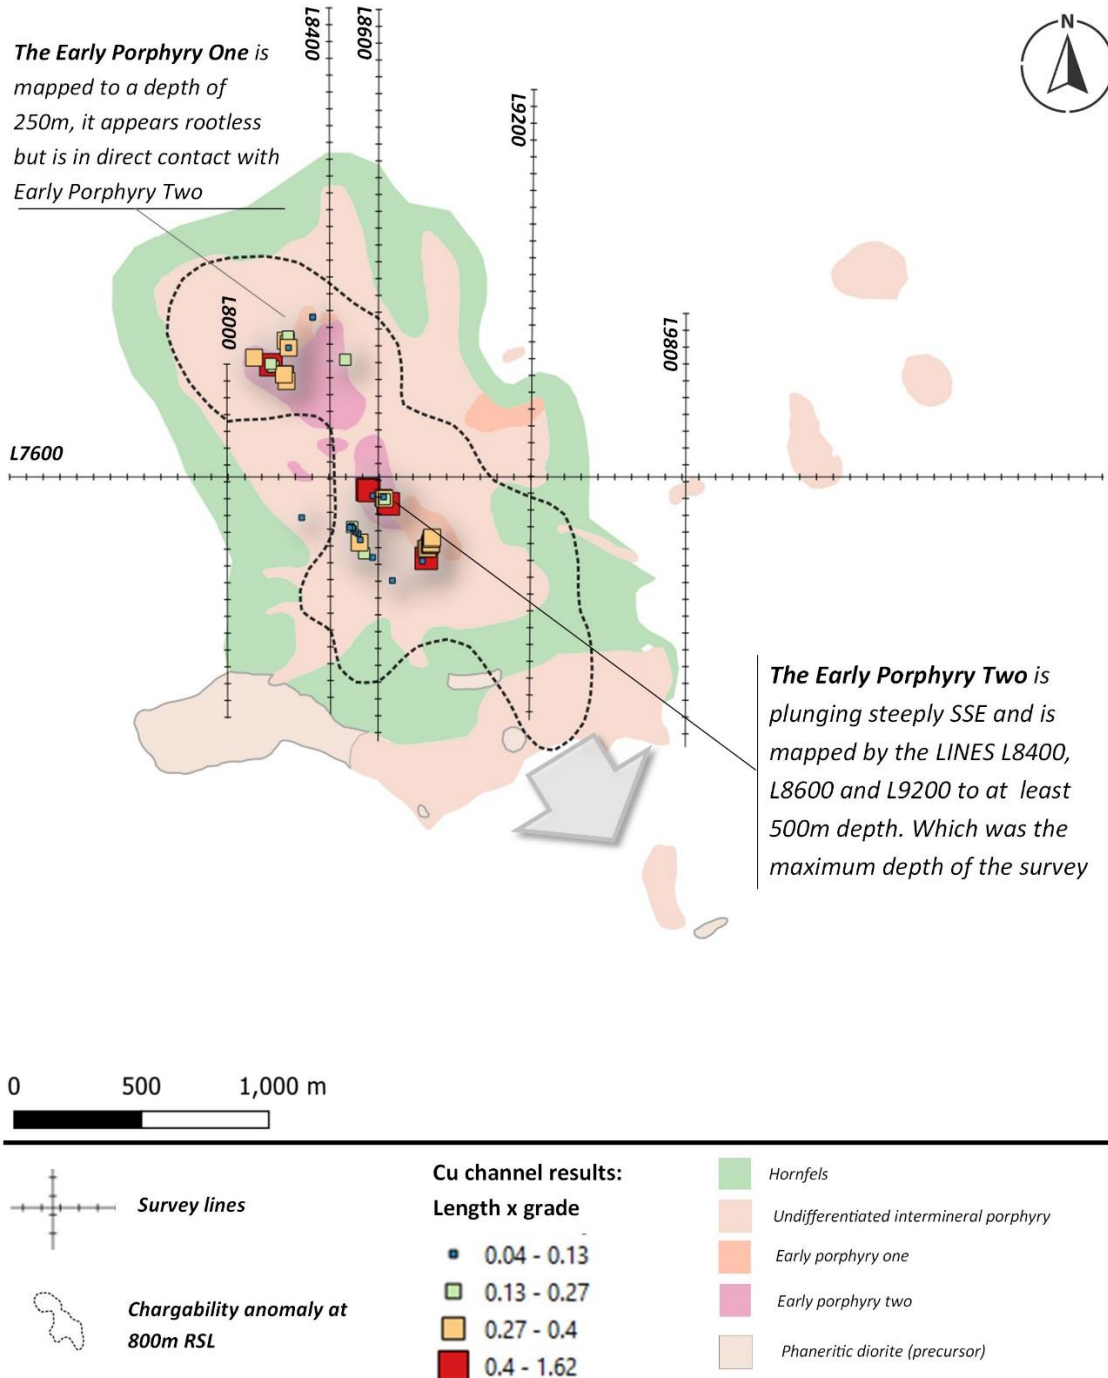 L8400
L8600
N
The Early Porphyry One is
mapped to a depth of
250m, it appears rootless
but is in direct contact with
Early Porphyry Two
L9200
L8000
L9800
L7600
The Early Porphyry Two is
plunging steeply SSE and is
mapped by the LINES L8400,
L8600 and L9200 to at least
500m depth. Which was the
maximum depth of the survey
0 500 1,000 m
Survey lines
Chargability anomaly at
800m RSL
Cu channel results:
Length x grade
0.04 - 0.13
0.13 - 0.27
0.27 - 0.4
0.4 - 1.62
Hornfels
Undifferentiated intermineral porphyry
Early porphyry one
Early porphyry two
Phaneritic diorite (precursor)